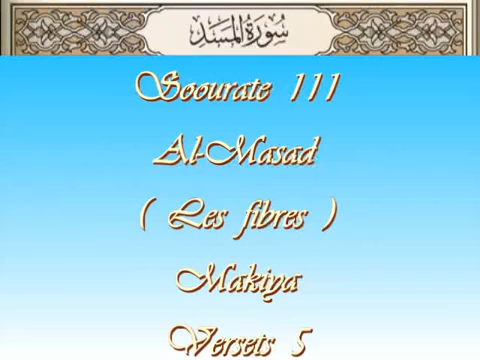 سُورَةُ المَسَدِ
Soourate 111
Al-Masad
( Les fibres )
Makiya
Versets 5